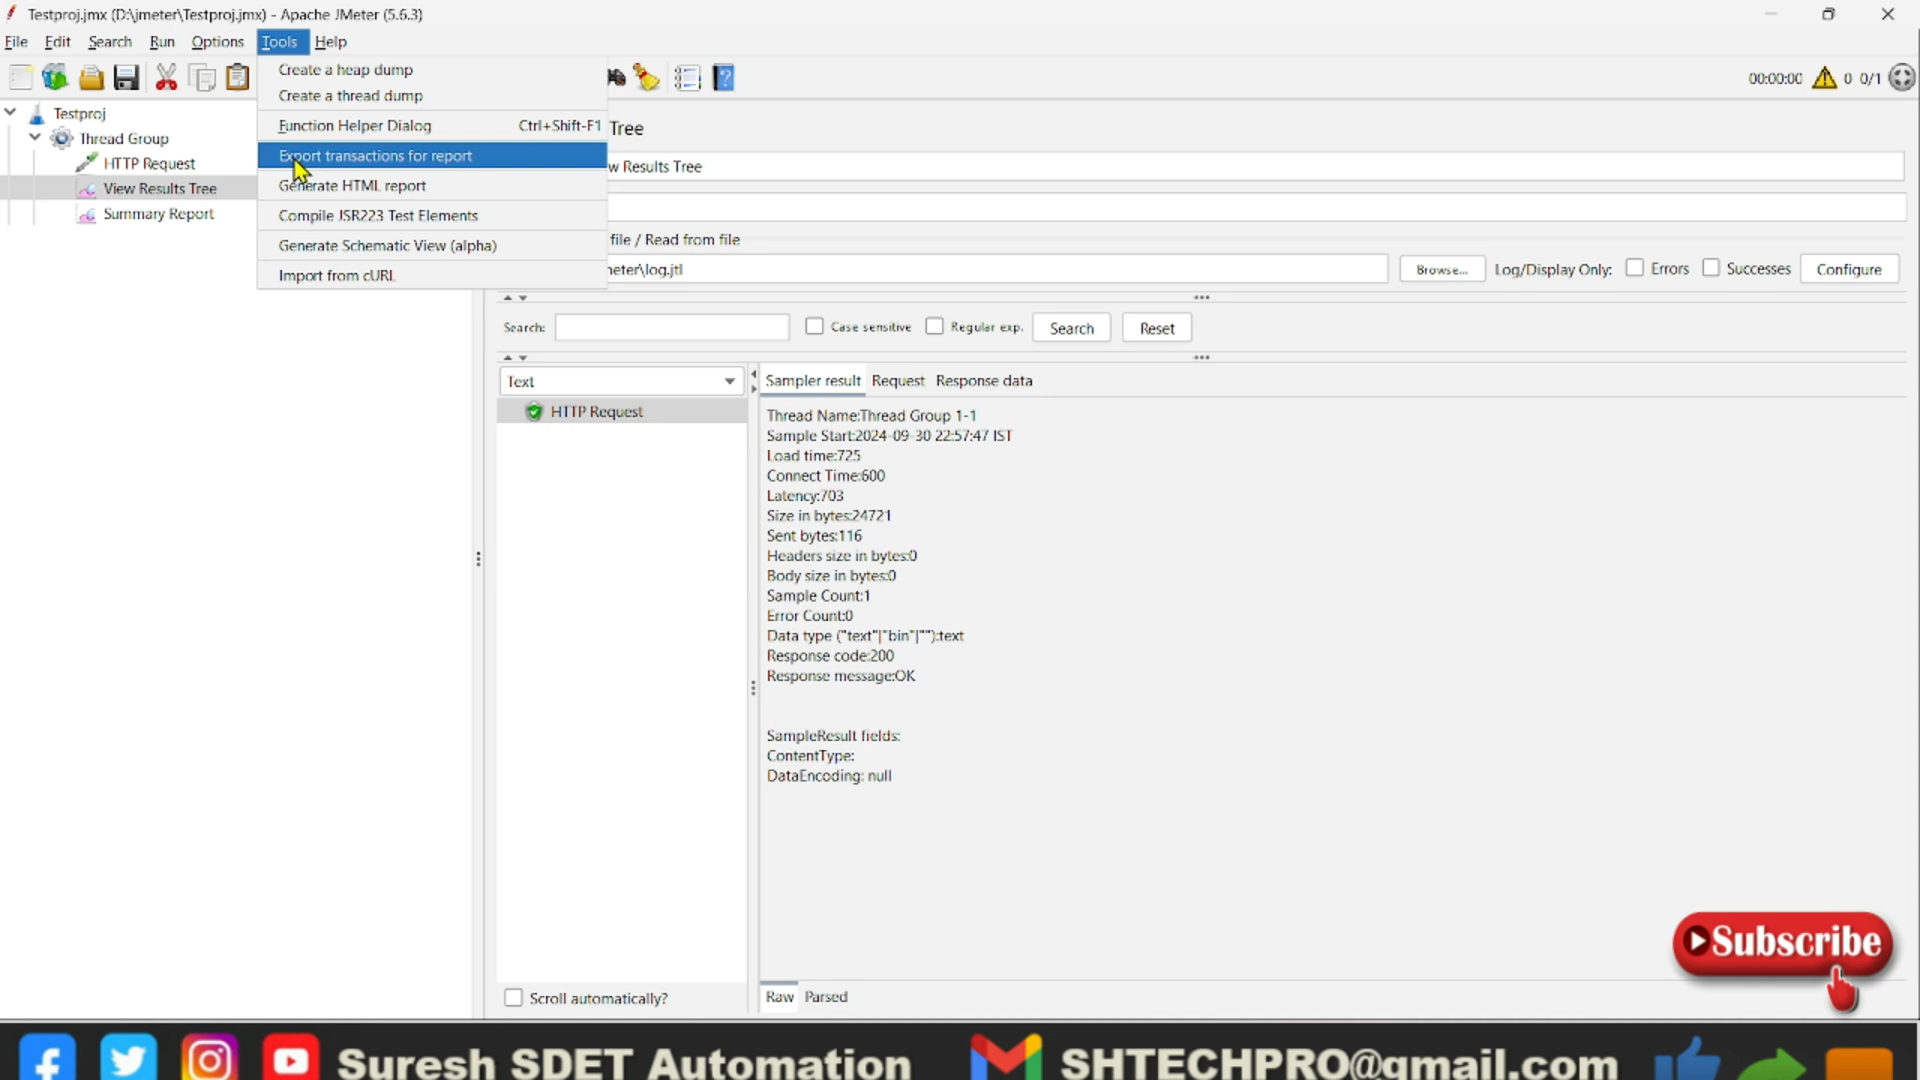 Testproj.jmx (D:\jmeter\Testproj.jmx) - Apache JMeter (5.6.3)
File Edit Search Run Options Tools Help
00:00:00 0 0/1
Create a heap dump
Create a thread dump
Function Helper Dialog Ctrl+Shift-F1
Export transactions for report
Generate HTML report
Compile JSR223 Test Elements
Generate Schematic View (alpha)
Import from cURL
Testproj
Thread Group
HTTP Request
View Results Tree
Summary Report
Tree
w Results Tree
file / Read from file
neter\log.jtl Browse... Log/Display Only: Errors Successes Configure
Search: Case sensitive Regular exp. Search Reset
Text
HTTP Request
Sampler result Request Response data
Thread Name:Thread Group 1-1
Sample Start:2024-09-30 22:57:47 IST
Load time:725
Connect Time:600
Latency:703
Size in bytes:24721
Sent bytes:116
Headers size in bytes:0
Body size in bytes:0
Sample Count:1
Error Count:0
Data type ("text"|"bin"|""):text
Response code:200
Response message:OK
SampleResult fields:
ContentType:
DataEncoding: null
Scroll automatically?
Raw Parsed
Subscribe
Suresh SDET Automation SHTECHPRO@gmail.com